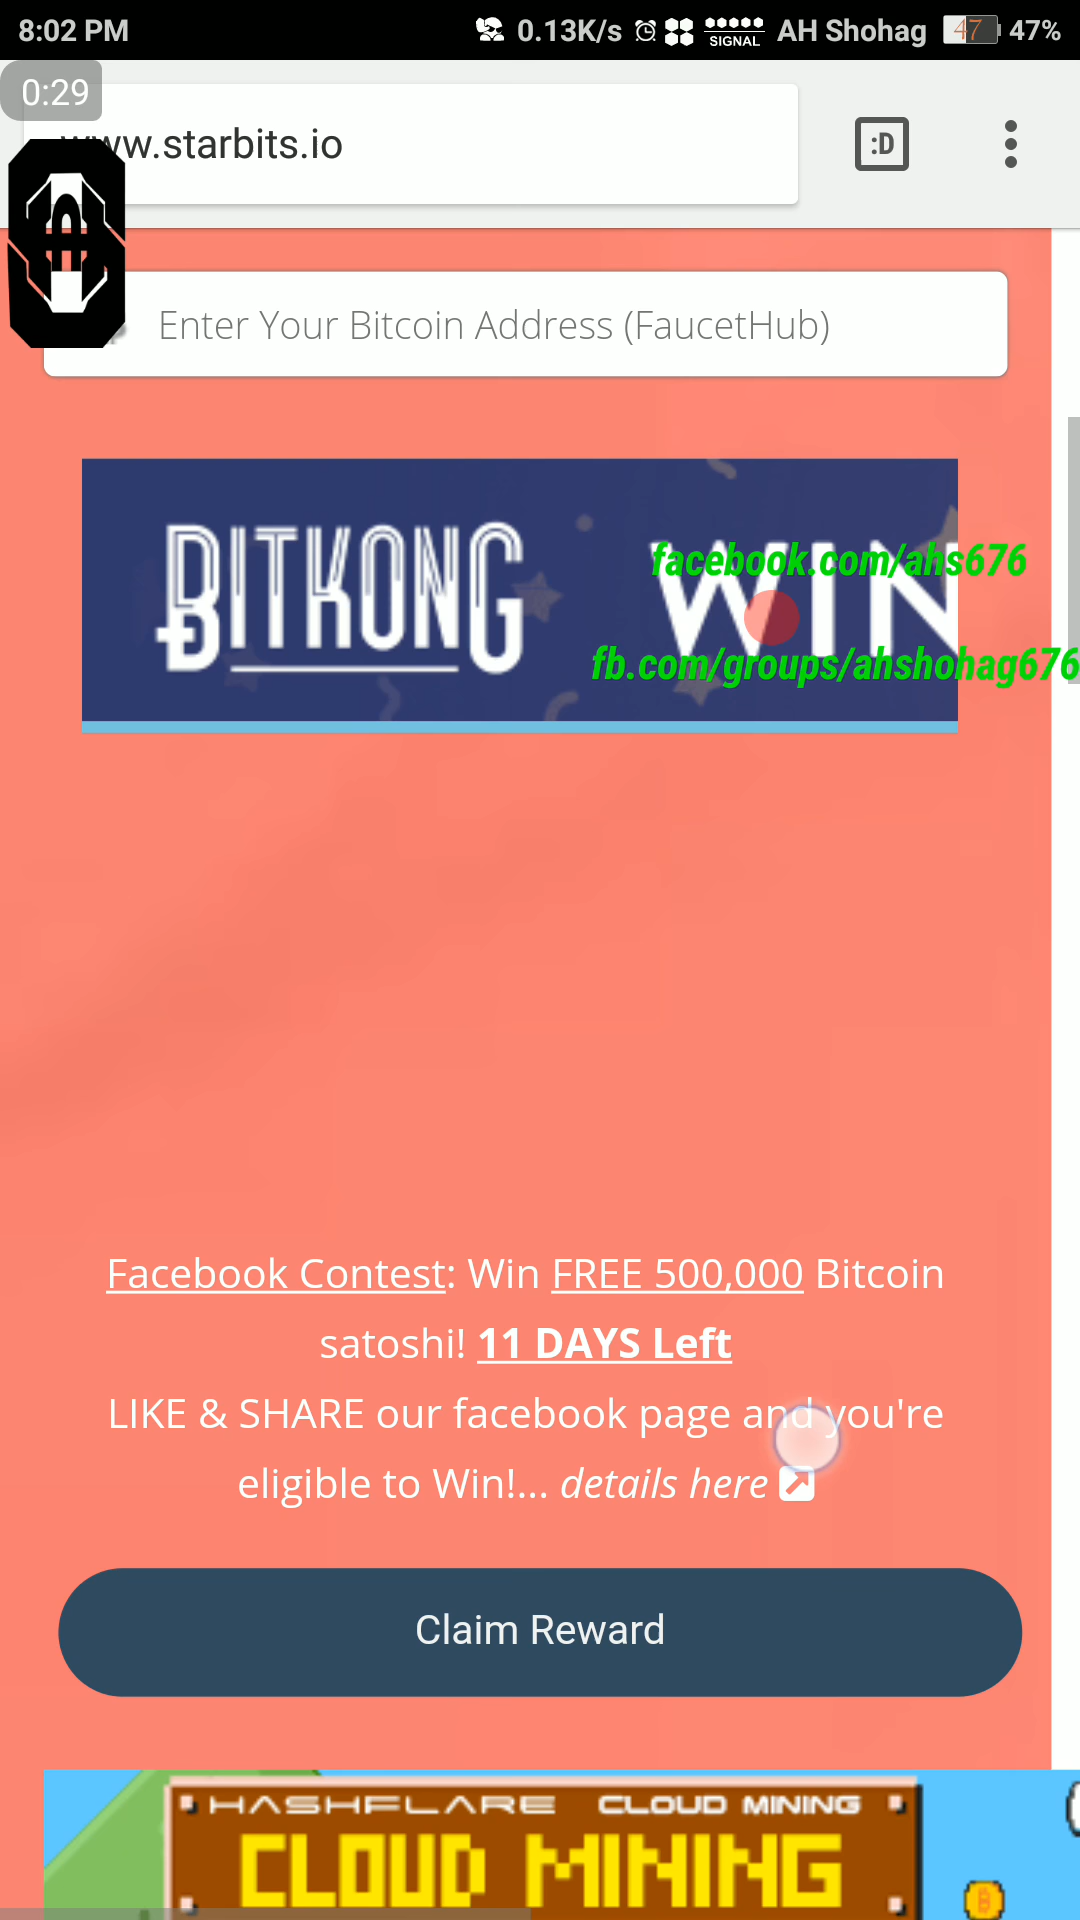 8:02 PM 0.13K/s SIGNAL AH Shohag 47 47%
0:29
www.starbits.io :D
Enter Your Bitcoin Address (FaucetHub)
BITKONG WIN
facebook.com/ahs676
fb.com/groups/ahshohag676
Facebook Contest: Win FREE 500,000 Bitcoin
satoshi! 11 DAYS Left
LIKE & SHARE our facebook page and you're
eligible to Win!... details here
Claim Reward
HASHFLARE CLOUD MINING
CLOUD MINING